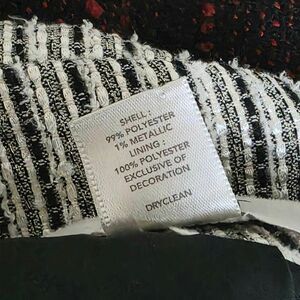 SHELL :
99% POLYESTER
1% METALLIC
LINING :
100% POLYESTER
EXCLUSIVE OF
DECORATION
DRYCLEAN